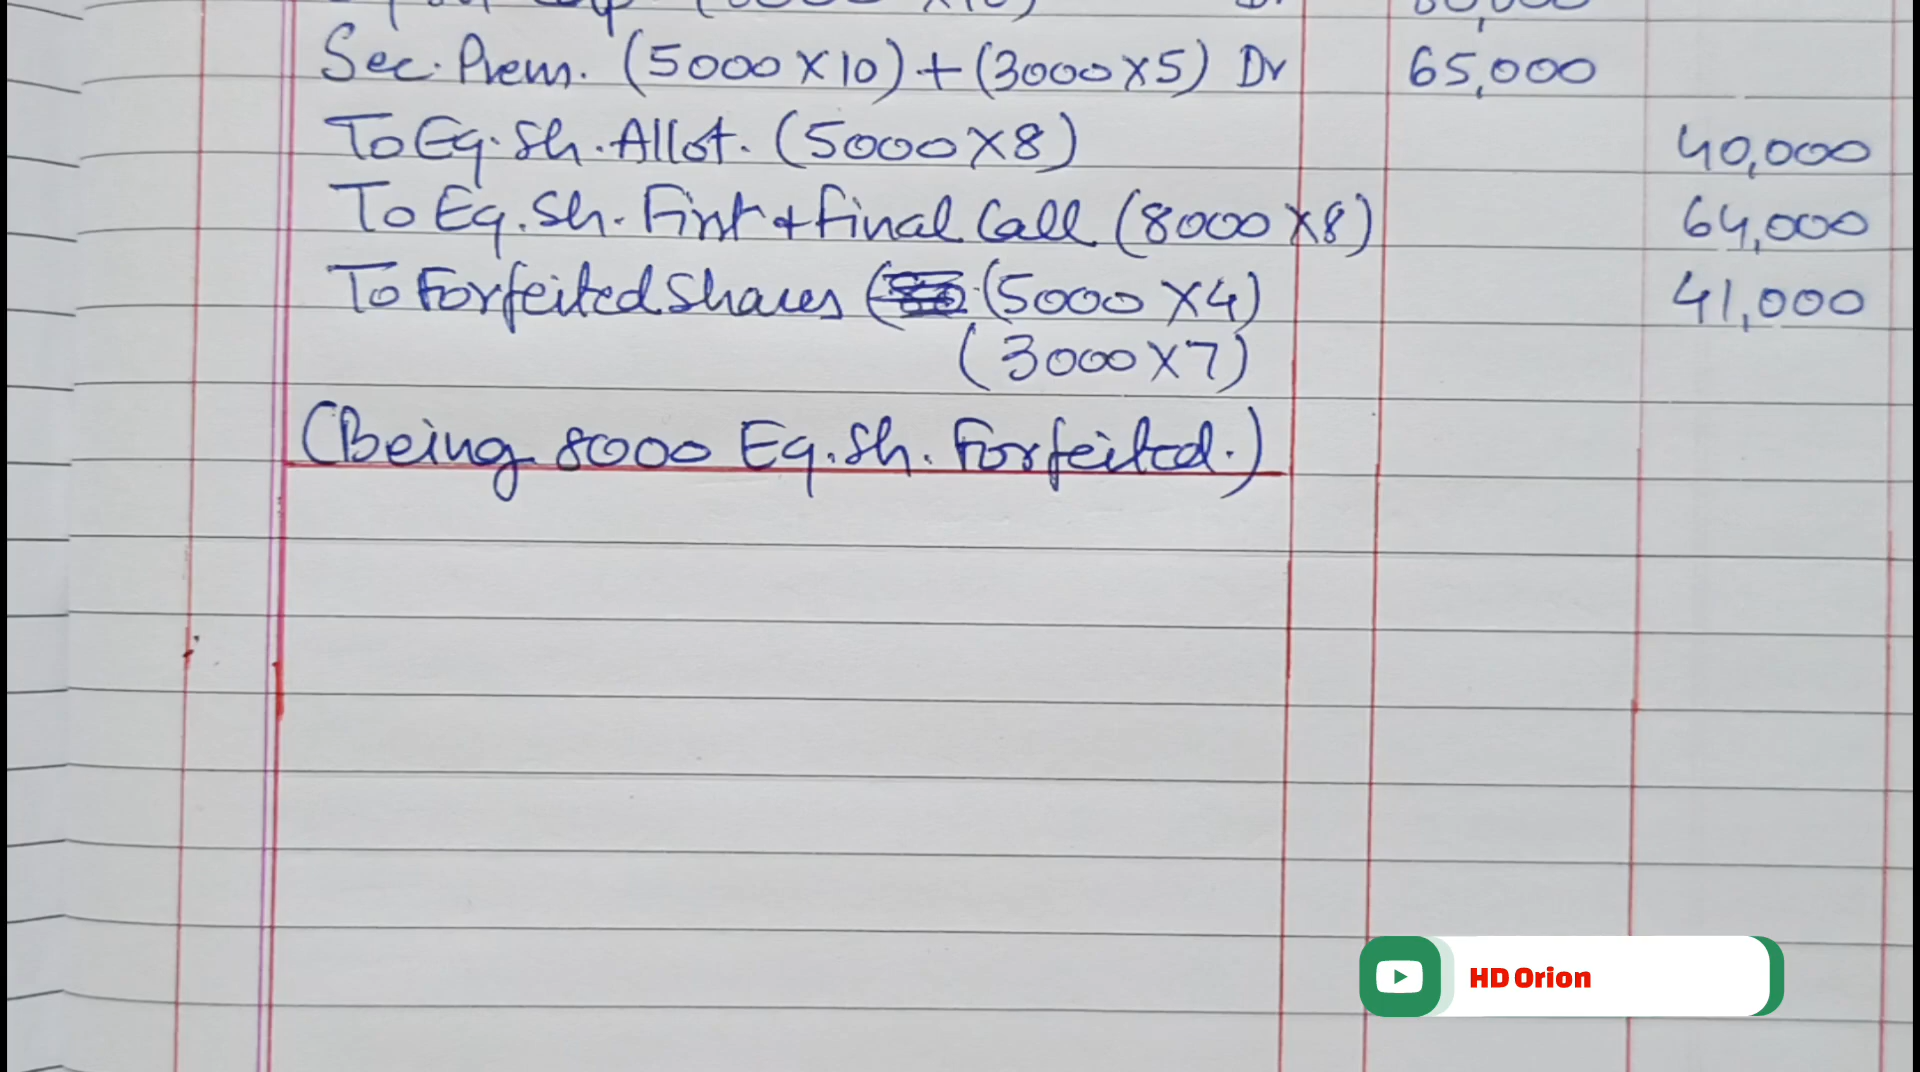 Sec. Prem. (5000 X 10) + (3000 X 5) Dr 65,000
To Eq. Sh. Allot. (5000 X 8) 40,000
To Eq. Sh. First & Final Call (8000 X 8) 64,000
To Forfeited Shares (5000 X 4) 41,000
(3000 X 7)
(Being 8000 Eq. Sh. Forfeited.)
HD Orion